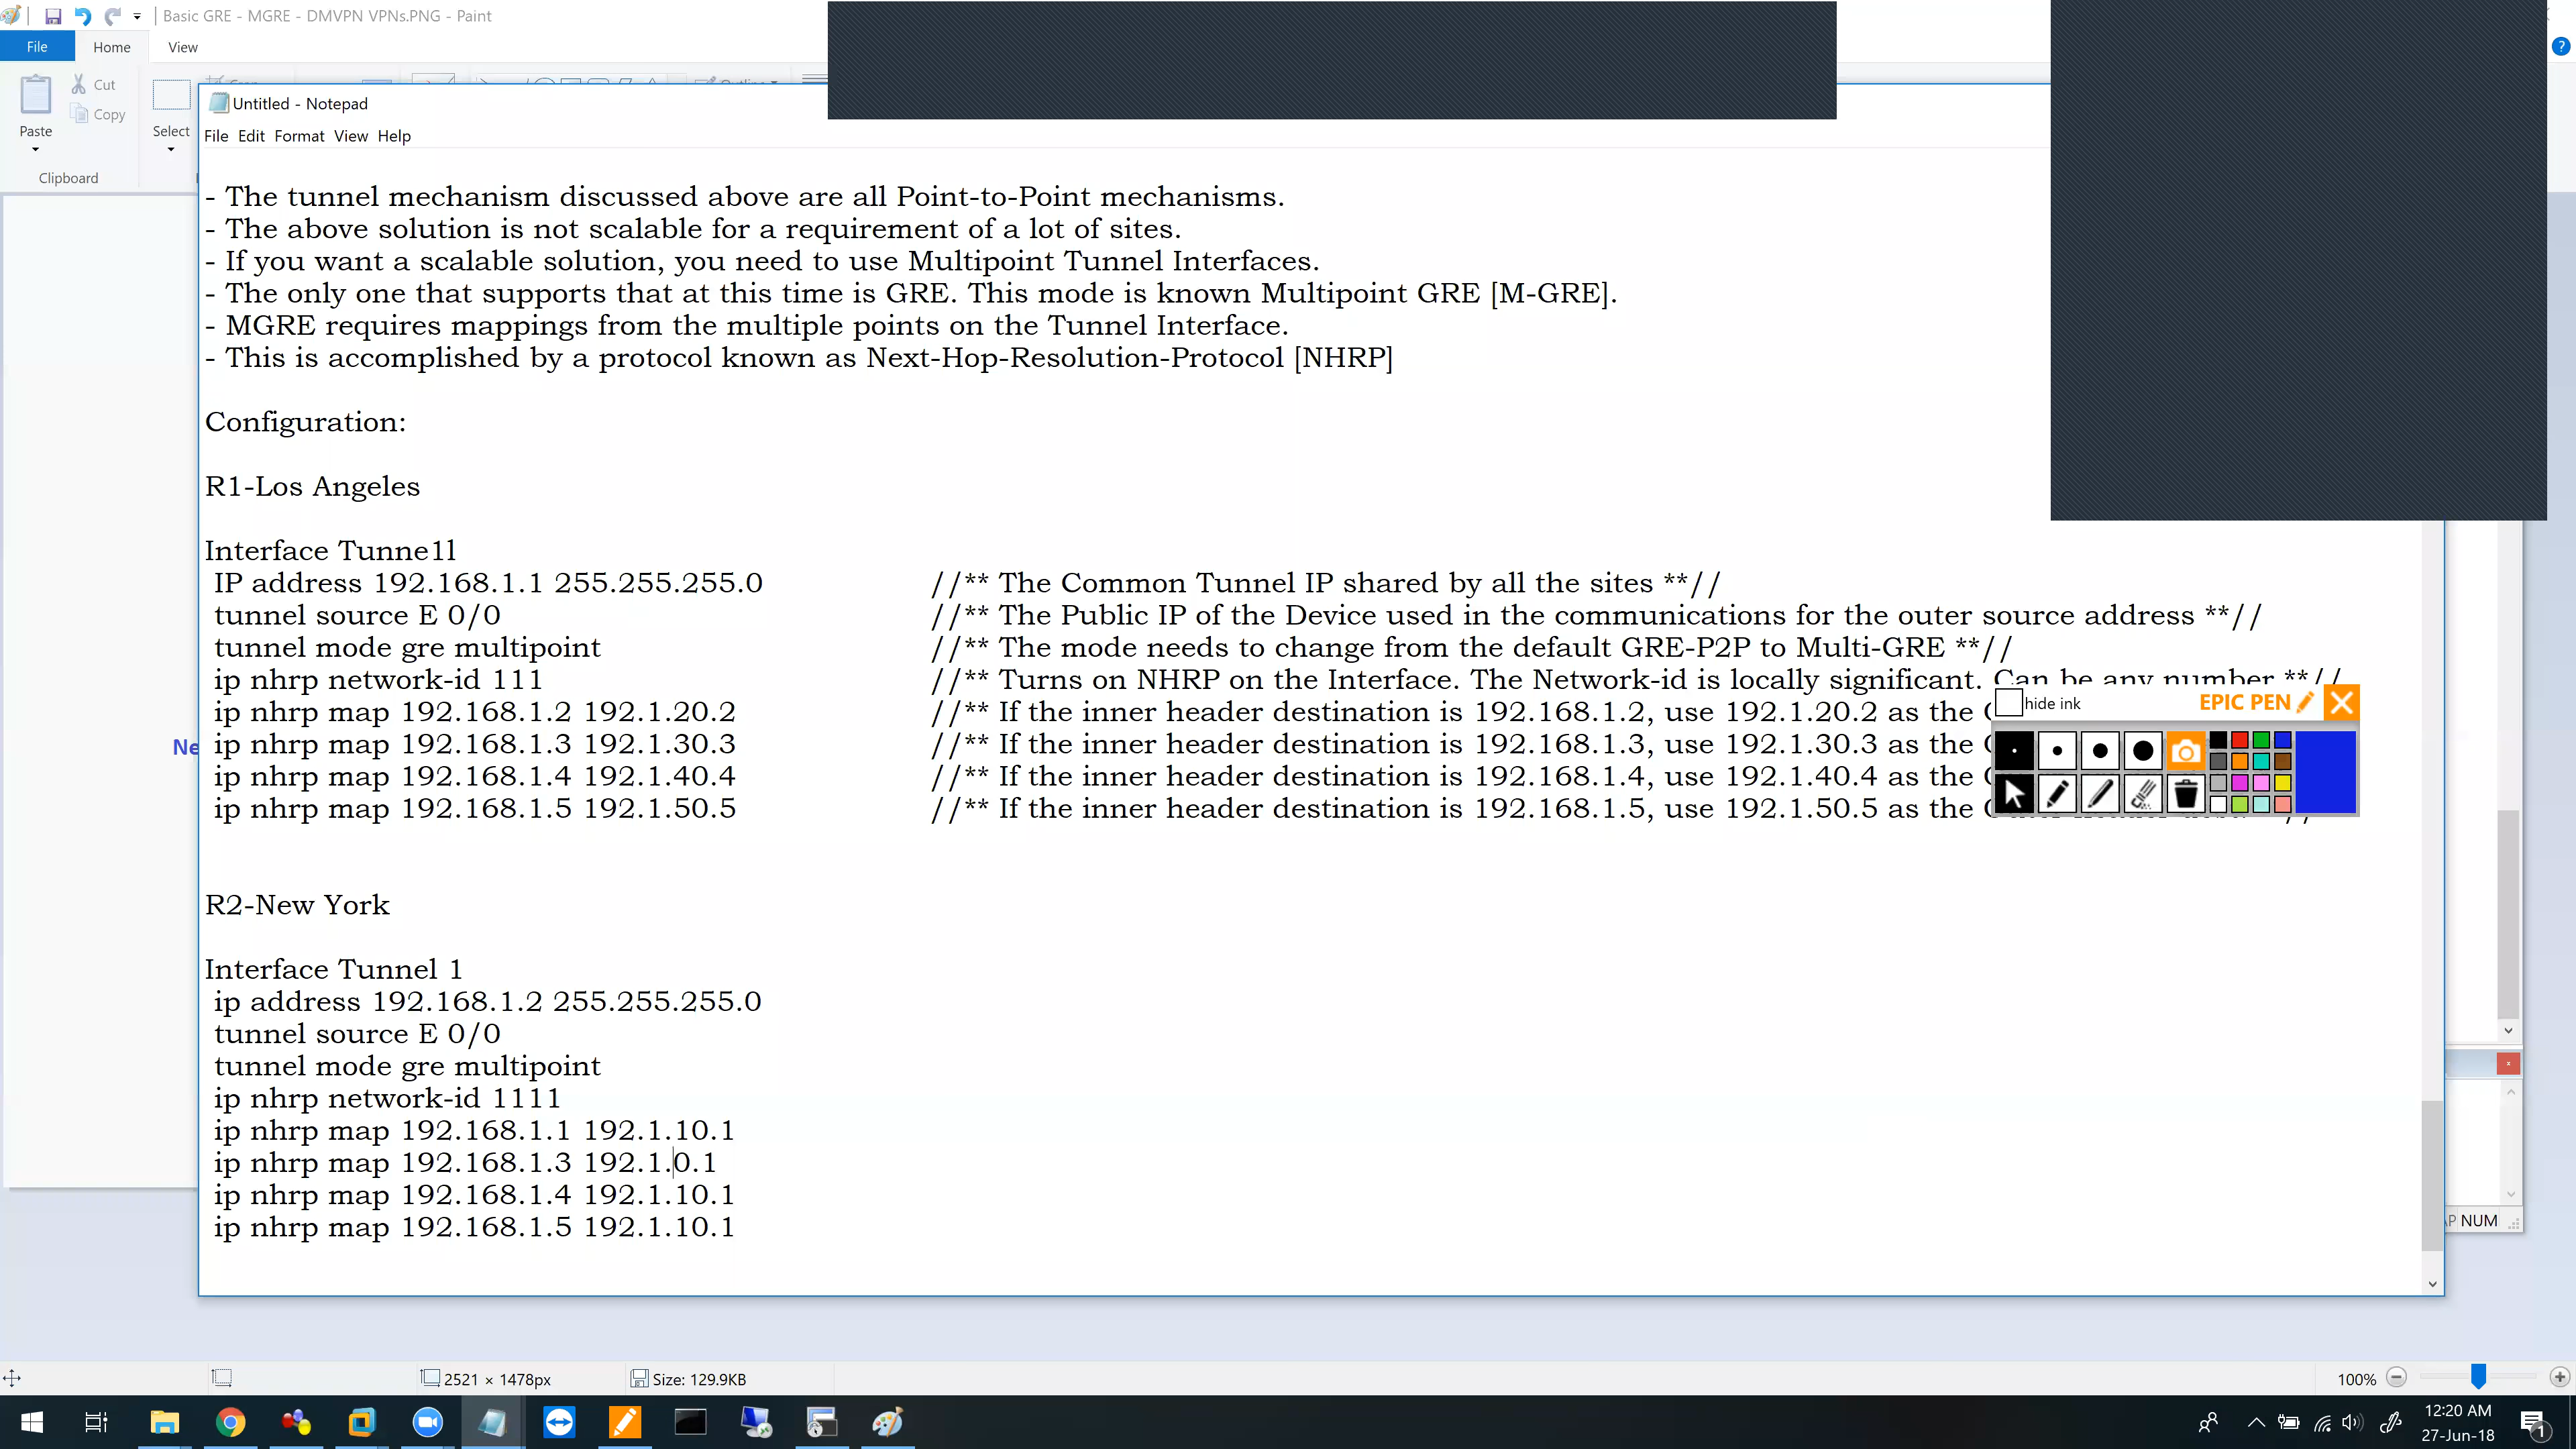 Basic GRE - MGRE - DMVPN VPNs.PNG - Paint
File Home View
Cut
Copy
Paste
Select
Clipboard
Untitled - Notepad
File Edit Format View Help
- The tunnel mechanism discussed above are all Point-to-Point mechanisms.
- The above solution is not scalable for a requirement of a lot of sites.
- If you want a scalable solution, you need to use Multipoint Tunnel Interfaces.
- The only one that supports that at this time is GRE. This mode is known Multipoint GRE [M-GRE].
- MGRE requires mappings from the multiple points on the Tunnel Interface.
- This is accomplished by a protocol known as Next-Hop-Resolution-Protocol [NHRP]
Configuration:
R1-Los Angeles
Interface Tunne1l
IP address 192.168.1.1 255.255.255.0 //** The Common Tunnel IP shared by all the sites **//
tunnel source E 0/0 //** The Public IP of the Device used in the communications for the outer source address **//
tunnel mode gre multipoint //** The mode needs to change from the default GRE-P2P to Multi-GRE **//
ip nhrp network-id 111 //** Turns on NHRP on the Interface. The Network-id is locally significant. Can be any number **//
ip nhrp map 192.168.1.2 192.1.20.2 //** If the inner header destination is 192.168.1.2, use 192.1.20.2 as the
ip nhrp map 192.168.1.3 192.1.30.3 //** If the inner header destination is 192.168.1.3, use 192.1.30.3 as the
ip nhrp map 192.168.1.4 192.1.40.4 //** If the inner header destination is 192.168.1.4, use 192.1.40.4 as the
ip nhrp map 192.168.1.5 192.1.50.5 //** If the inner header destination is 192.168.1.5, use 192.1.50.5 as the
hide ink EPIC PEN
Ne
R2-New York
Interface Tunnel 1
ip address 192.168.1.2 255.255.255.0
tunnel source E 0/0
tunnel mode gre multipoint
ip nhrp network-id 1111
ip nhrp map 192.168.1.1 192.1.10.1
ip nhrp map 192.168.1.3 192.1.0.1
ip nhrp map 192.168.1.4 192.1.10.1
ip nhrp map 192.168.1.5 192.1.10.1
NUM
2521 × 1478px
Size: 129.9KB
100%
12:20 AM
27-Jun-18
1